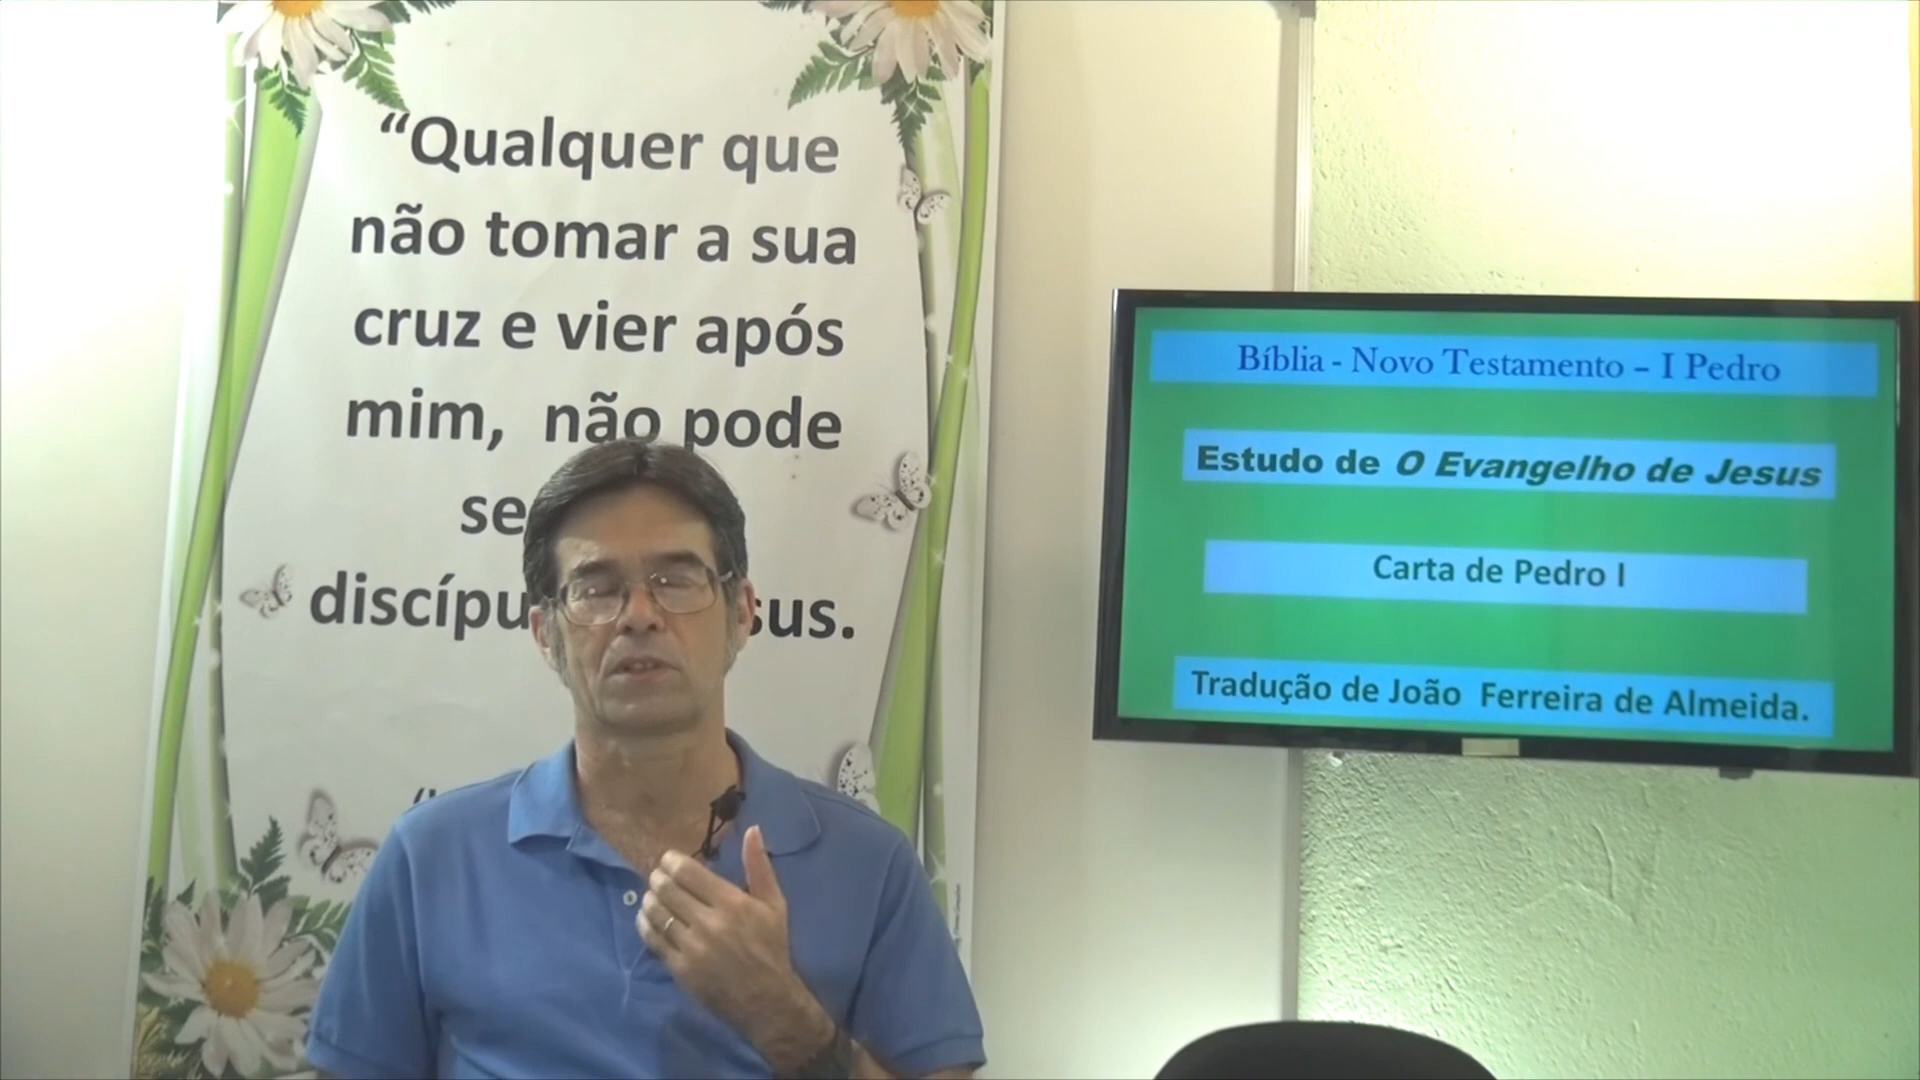 “Qualquer que
não tomar a sua
cruz e vier após
mim, não pode
se
discípu sus.
Bíblia - Novo Testamento – I Pedro
Estudo de O Evangelho de Jesus
Carta de Pedro I
Tradução de João Ferreira de Almeida.